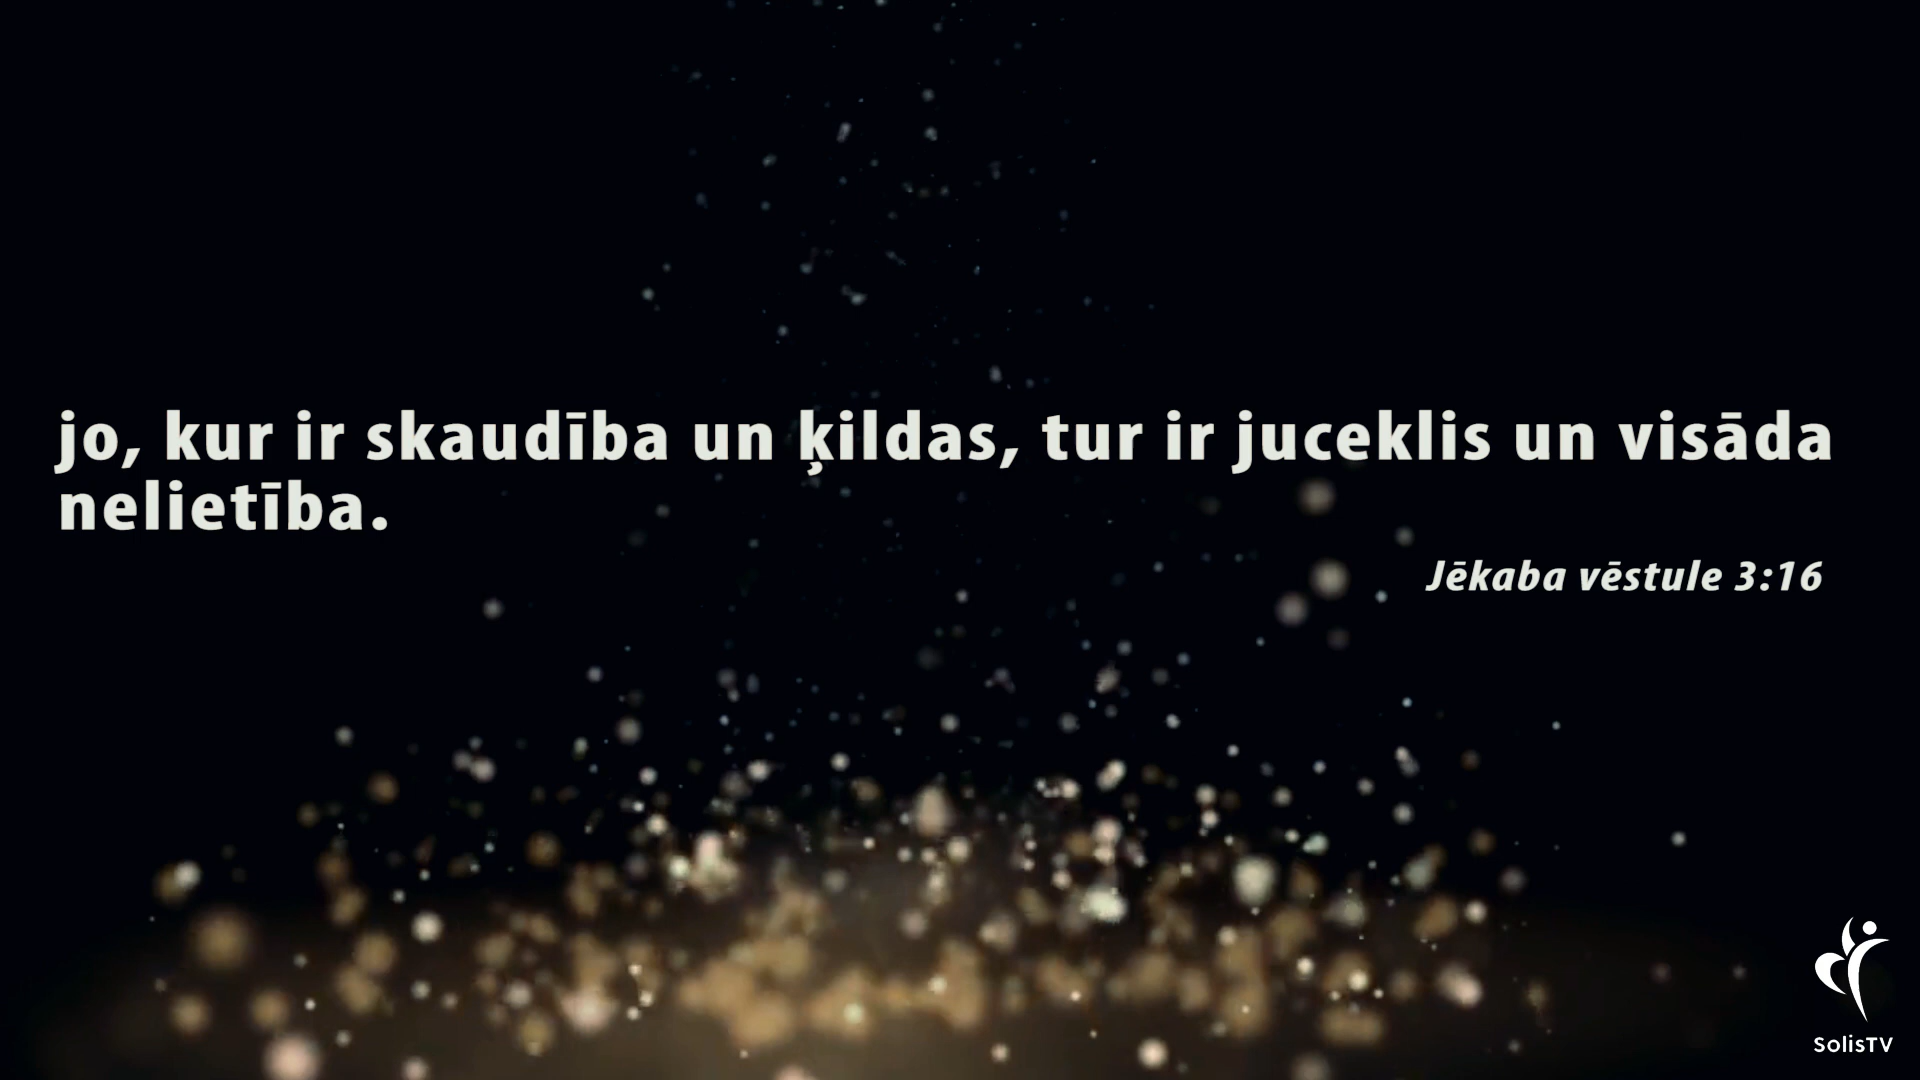 jo, kur ir skaudība un ķildas, tur ir juceklis un visāda
nelietība.
Jēkaba vēstule 3:16
SolisTV